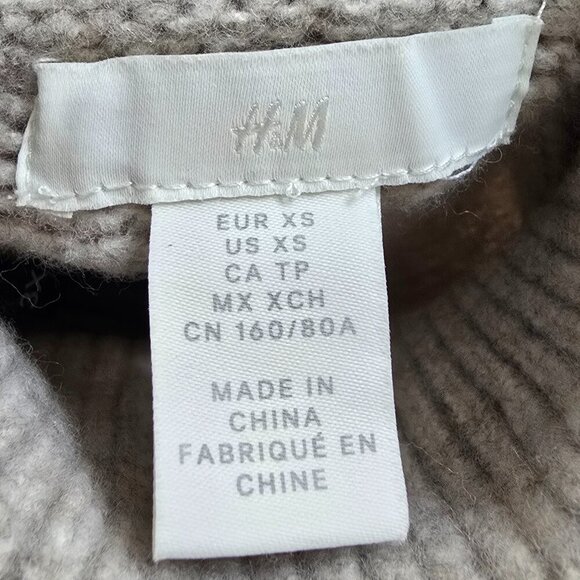 H&M
EUR XS
US XS
CA TP
MX XCH
CN 160/80A
MADE IN
CHINA
FABRIQUÉ EN
CHINE